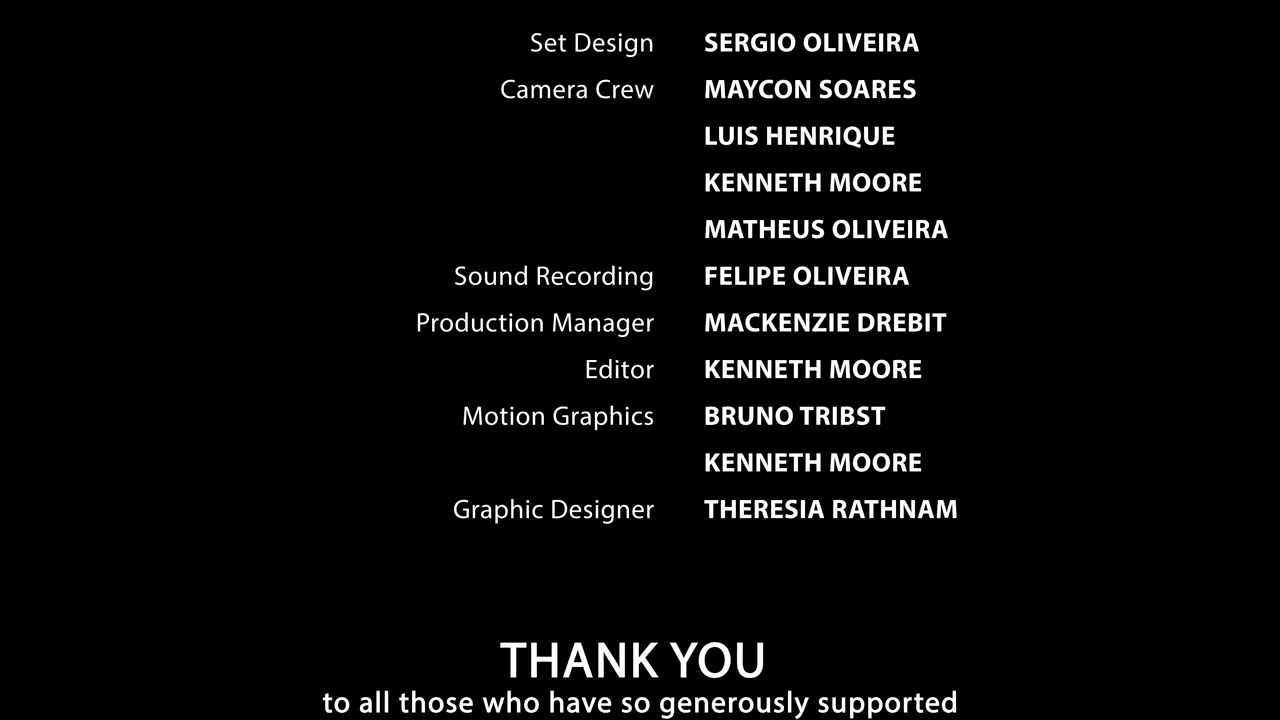 Set Design SERGIO OLIVEIRA
Camera Crew MAYCON SOARES
LUIS HENRIQUE
KENNETH MOORE
MATHEUS OLIVEIRA
Sound Recording FELIPE OLIVEIRA
Production Manager MACKENZIE DREBIT
Editor KENNETH MOORE
Motion Graphics BRUNO TRIBST
KENNETH MOORE
Graphic Designer THERESIA RATHNAM
THANK YOU
to all those who have so generously supported